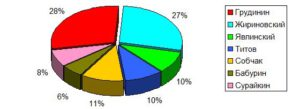 28%
27%
8%
6%
11%
10%
10%
Грудинин
Жириновский
Явлинский
Титов
Собчак
Бабурин
Сурайкин